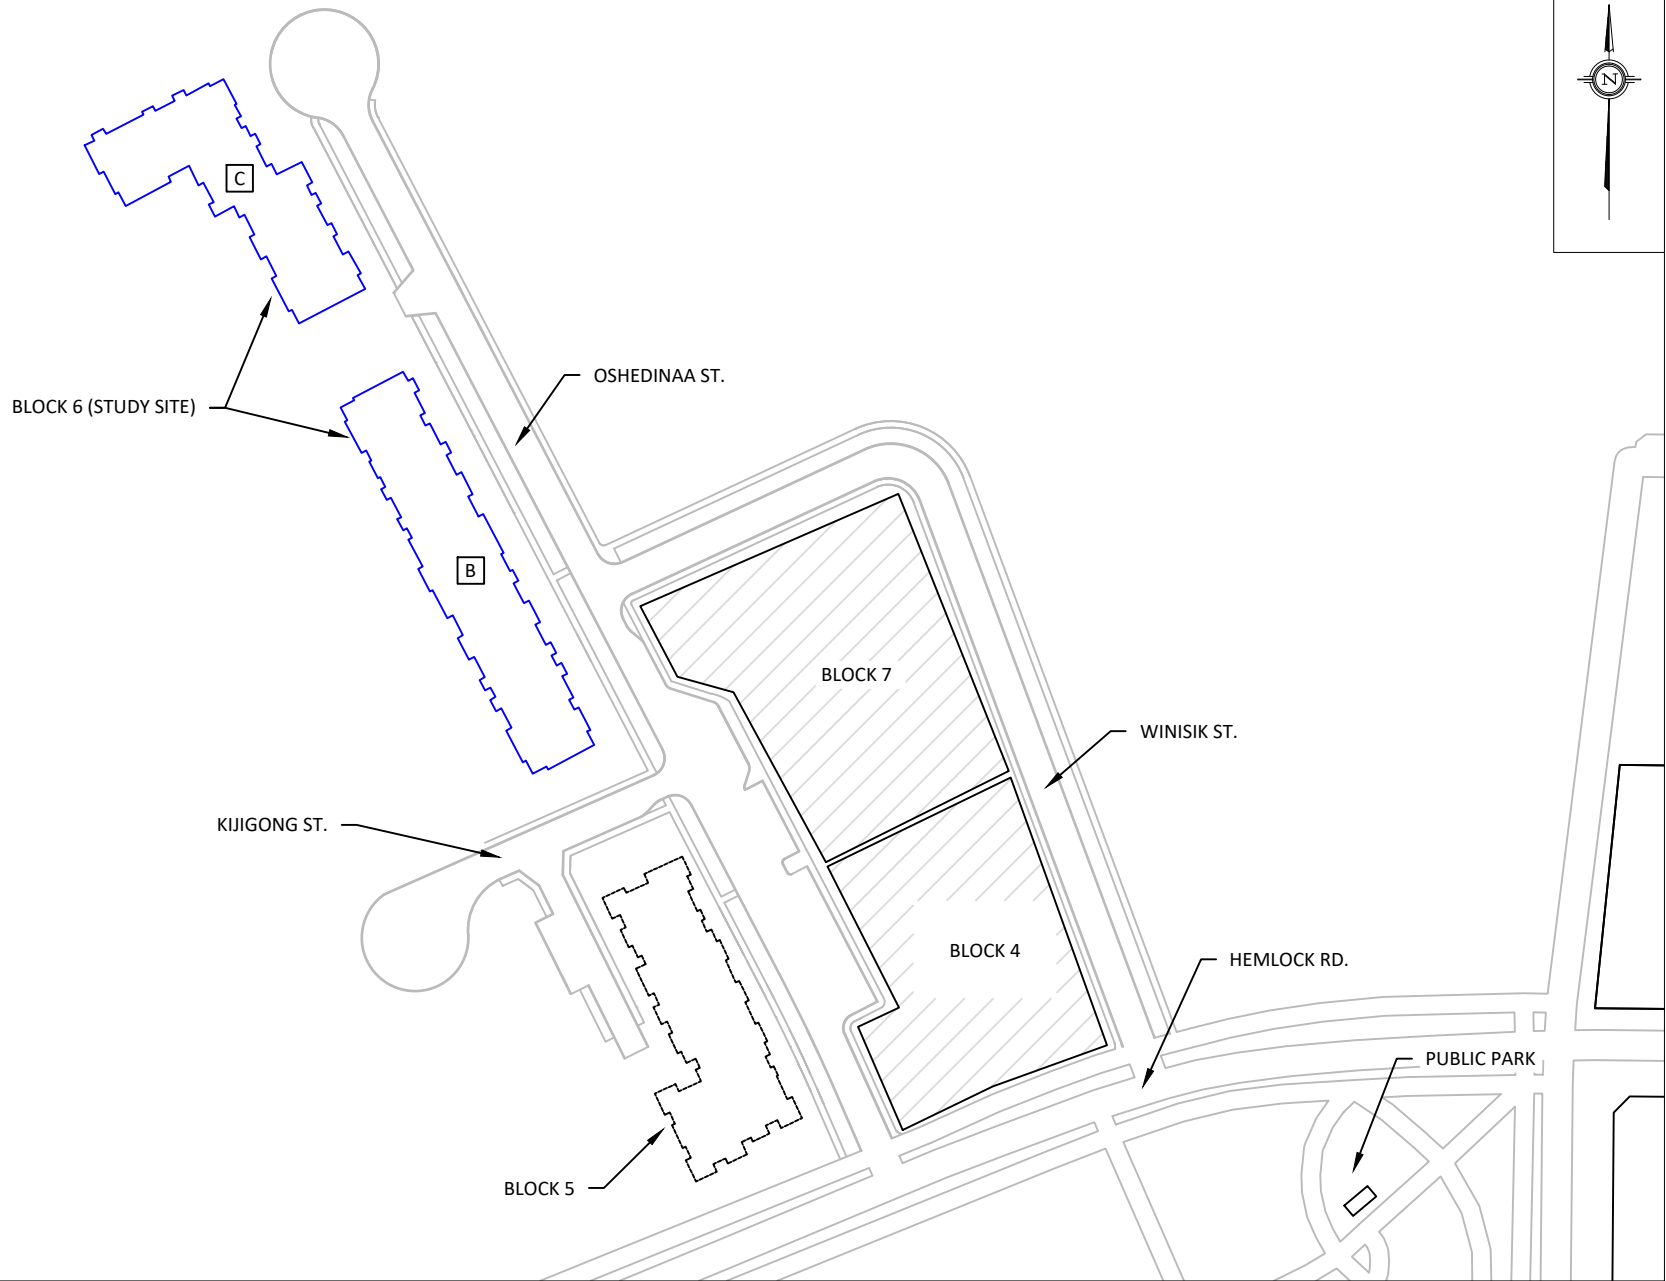 N
C
OSHEDINAA ST.
BLOCK 6 (STUDY SITE)
B
BLOCK 7
WINISIK ST.
KIJIGONG ST.
BLOCK 4
HEMLOCK RD.
PUBLIC PARK
BLOCK 5